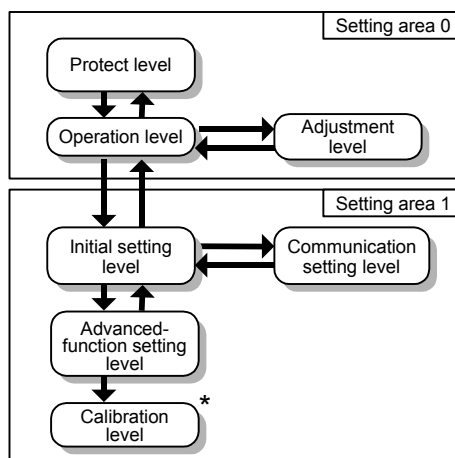 Setting area 0
Protect level
Operation level
Adjustment
level
Setting area 1
Initial setting
level
Communication
setting level
Advanced-
function setting
level
*
Calibration
level